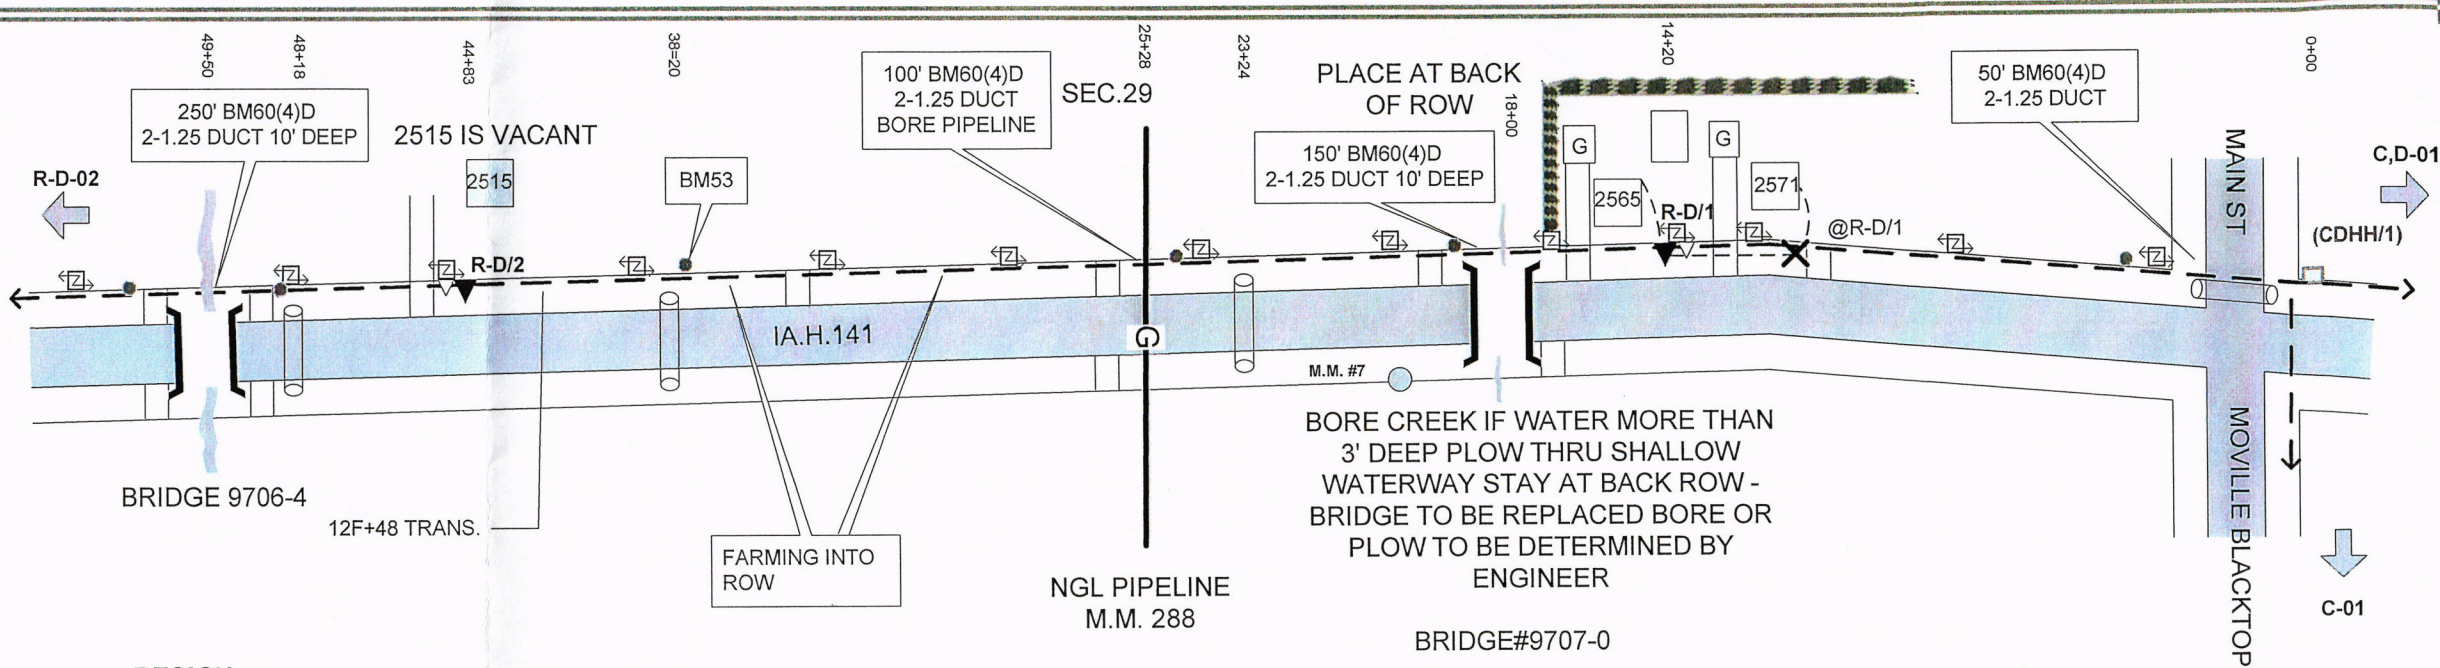 49+50
48+18
44+83
38=20
25+28
23+24
18+00
14+20
0+00
250' BM60(4)D
2-1.25 DUCT 10' DEEP
2515 IS VACANT
2515
BM53
100' BM60(4)D
2-1.25 DUCT
BORE PIPELINE
SEC.29
PLACE AT BACK
OF ROW
150' BM60(4)D
2-1.25 DUCT 10' DEEP
G
G
2565
2571
50' BM60(4)D
2-1.25 DUCT
MAIN ST
C,D-01
(CDHH/1)
R-D-02
R-D/2
R-D/1
@R-D/1
Z
Z
Z
Z
Z
Z
Z
Z
Z
Z
Z
Z
Z
IA.H.141
G
M.M. #7
BRIDGE 9706-4
12F+48 TRANS.
FARMING INTO
ROW
NGL PIPELINE
M.M. 288
BORE CREEK IF WATER MORE THAN
3' DEEP PLOW THRU SHALLOW
WATERWAY STAY AT BACK ROW -
BRIDGE TO BE REPLACED BORE OR
PLOW TO BE DETERMINED BY
ENGINEER
BRIDGE#9707-0
MOVILLE BLACKTOP
C-01